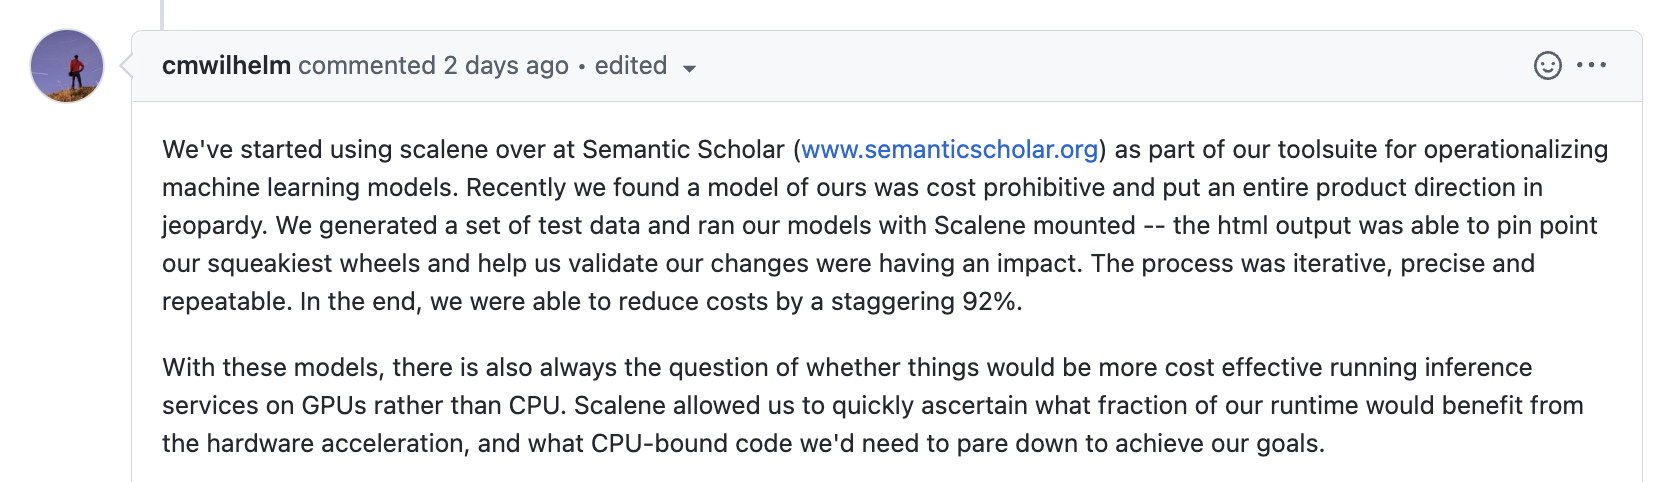 cmwilhelm commented 2 days ago • edited
We've started using scalene over at Semantic Scholar (www.semanticscholar.org) as part of our toolsuite for operationalizing
machine learning models. Recently we found a model of ours was cost prohibitive and put an entire product direction in
jeopardy. We generated a set of test data and ran our models with Scalene mounted -- the html output was able to pin point
our squeakiest wheels and help us validate our changes were having an impact. The process was iterative, precise and
repeatable. In the end, we were able to reduce costs by a staggering 92%.
With these models, there is also always the question of whether things would be more cost effective running inference
services on GPUs rather than CPU. Scalene allowed us to quickly ascertain what fraction of our runtime would benefit from
the hardware acceleration, and what CPU-bound code we'd need to pare down to achieve our goals.